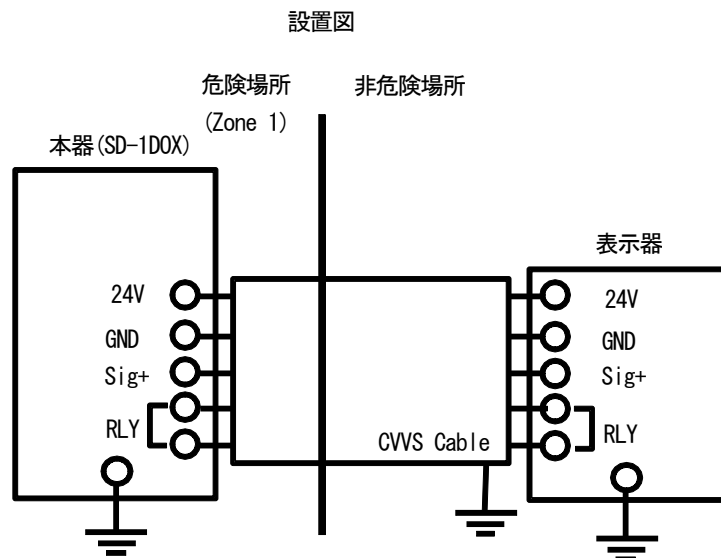 設置図
危険場所
(Zone 1)
非危険場所
本器(SD-1DOX)
24V
GND
Sig+
RLY
CVVS Cable
表示器
24V
GND
Sig+
RLY